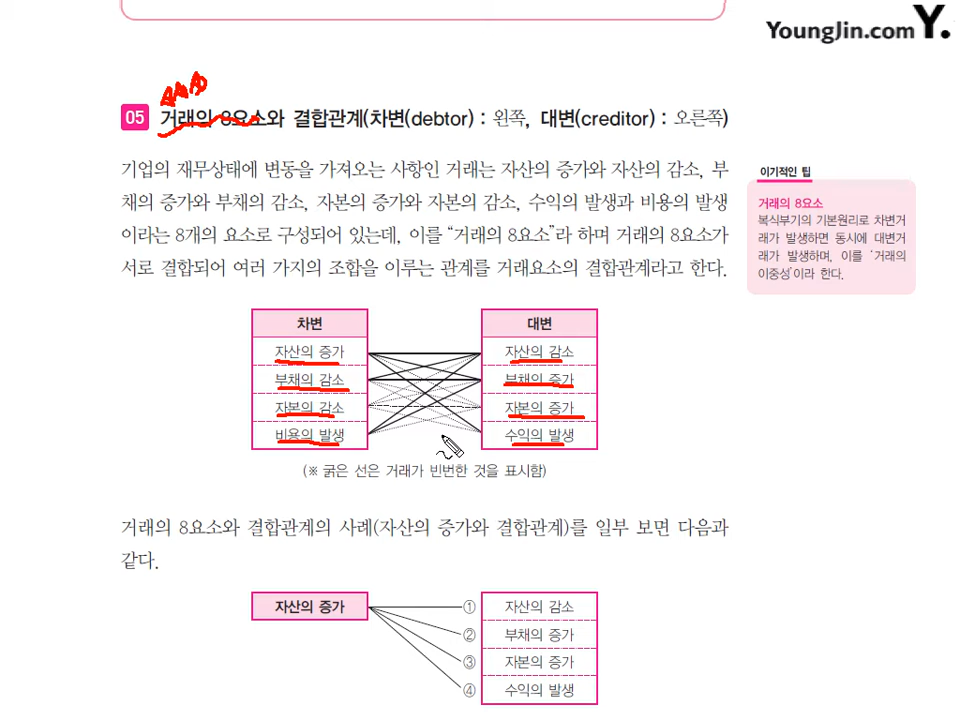 YoungJin.com Y.
05 거래의 8요소와 결합관계(차변(debtor) : 왼쪽, 대변(creditor) : 오른쪽)
기업의 재무상태에 변동을 가져오는 사항인 거래는 자산의 증가와 자산의 감소, 부
채의 증가와 부채의 감소, 자본의 증가와 자본의 감소, 수익의 발생과 비용의 발생
이라는 8개의 요소로 구성되어 있는데, 이를 “거래의 8요소”라 하며 거래의 8요소가
서로 결합되어 여러 가지의 조합을 이루는 관계를 거래요소의 결합관계라고 한다.
이기적인 팁
거래의 8요소
복식부기의 기본원리로 차변거
래가 발생하면 동시에 대변거
래가 발생하며, 이를 ‘거래의
이중성’이라 한다.
차변 대변
자산의 증가 자산의 감소
부채의 감소 부채의 증가
자본의 감소 자본의 증가
비용의 발생 수익의 발생
(※ 굵은 선은 거래가 빈번한 것을 표시함)
거래의 8요소와 결합관계의 사례(자산의 증가와 결합관계)를 일부 보면 다음과
같다.
자산의 증가 ① 자산의 감소
② 부채의 증가
③ 자본의 증가
④ 수익의 발생